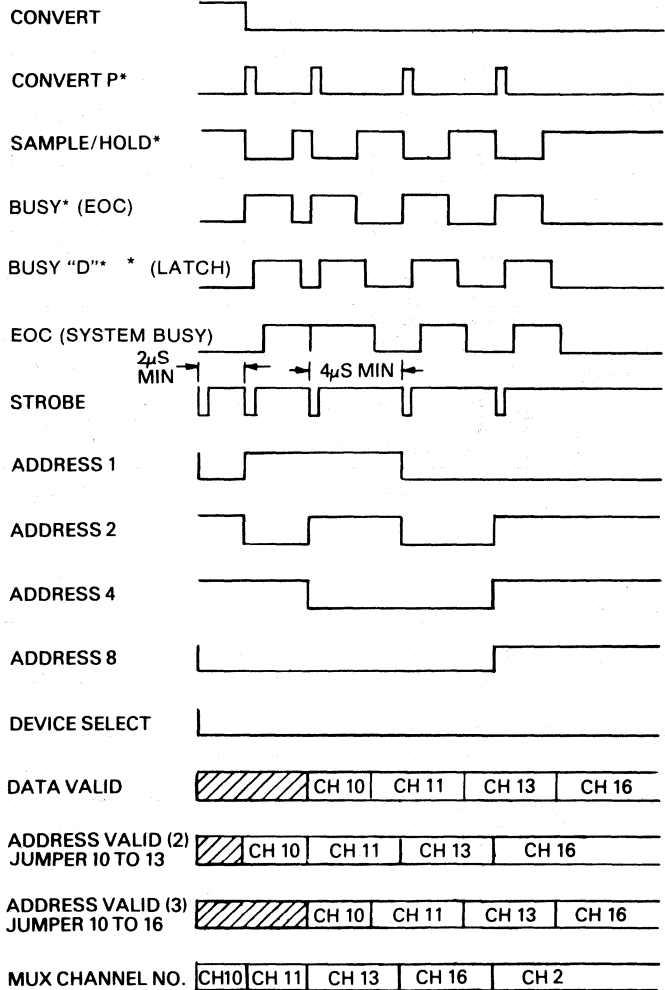 CONVERT
CONVERT P*
SAMPLE/HOLD*
BUSY* (EOC)
BUSY "D"* * (LATCH)
EOC (SYSTEM BUSY)
2μS
MIN
4μS MIN
STROBE
ADDRESS 1
ADDRESS 2
ADDRESS 4
ADDRESS 8
DEVICE SELECT
DATA VALID CH 10 CH 11 CH 13 CH 16
ADDRESS VALID (2)
JUMPER 10 TO 13 CH 10 CH 11 CH 13 CH 16
ADDRESS VALID (3)
JUMPER 10 TO 16 CH 10 CH 11 CH 13 CH 16
MUX CHANNEL NO. CH10 CH 11 CH 13 CH 16 CH 2